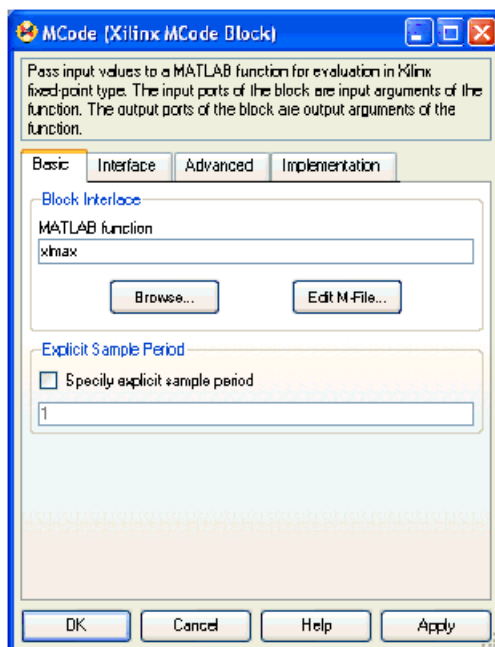 MCode (Xilinx MCode Block)
Pass input values to a MATLAB function for evaluation in Xilinx
fixed-point type. The input ports of the block are input arguments of the
function. The output ports of the block are output arguments of the
function.
Basic Interface Advanced Implementation
Block Interface
MATLAB function
xlmax
Browse... Edit M-File...
Explicit Sample Period
Specify explicit sample period
1
OK Cancel Help Apply